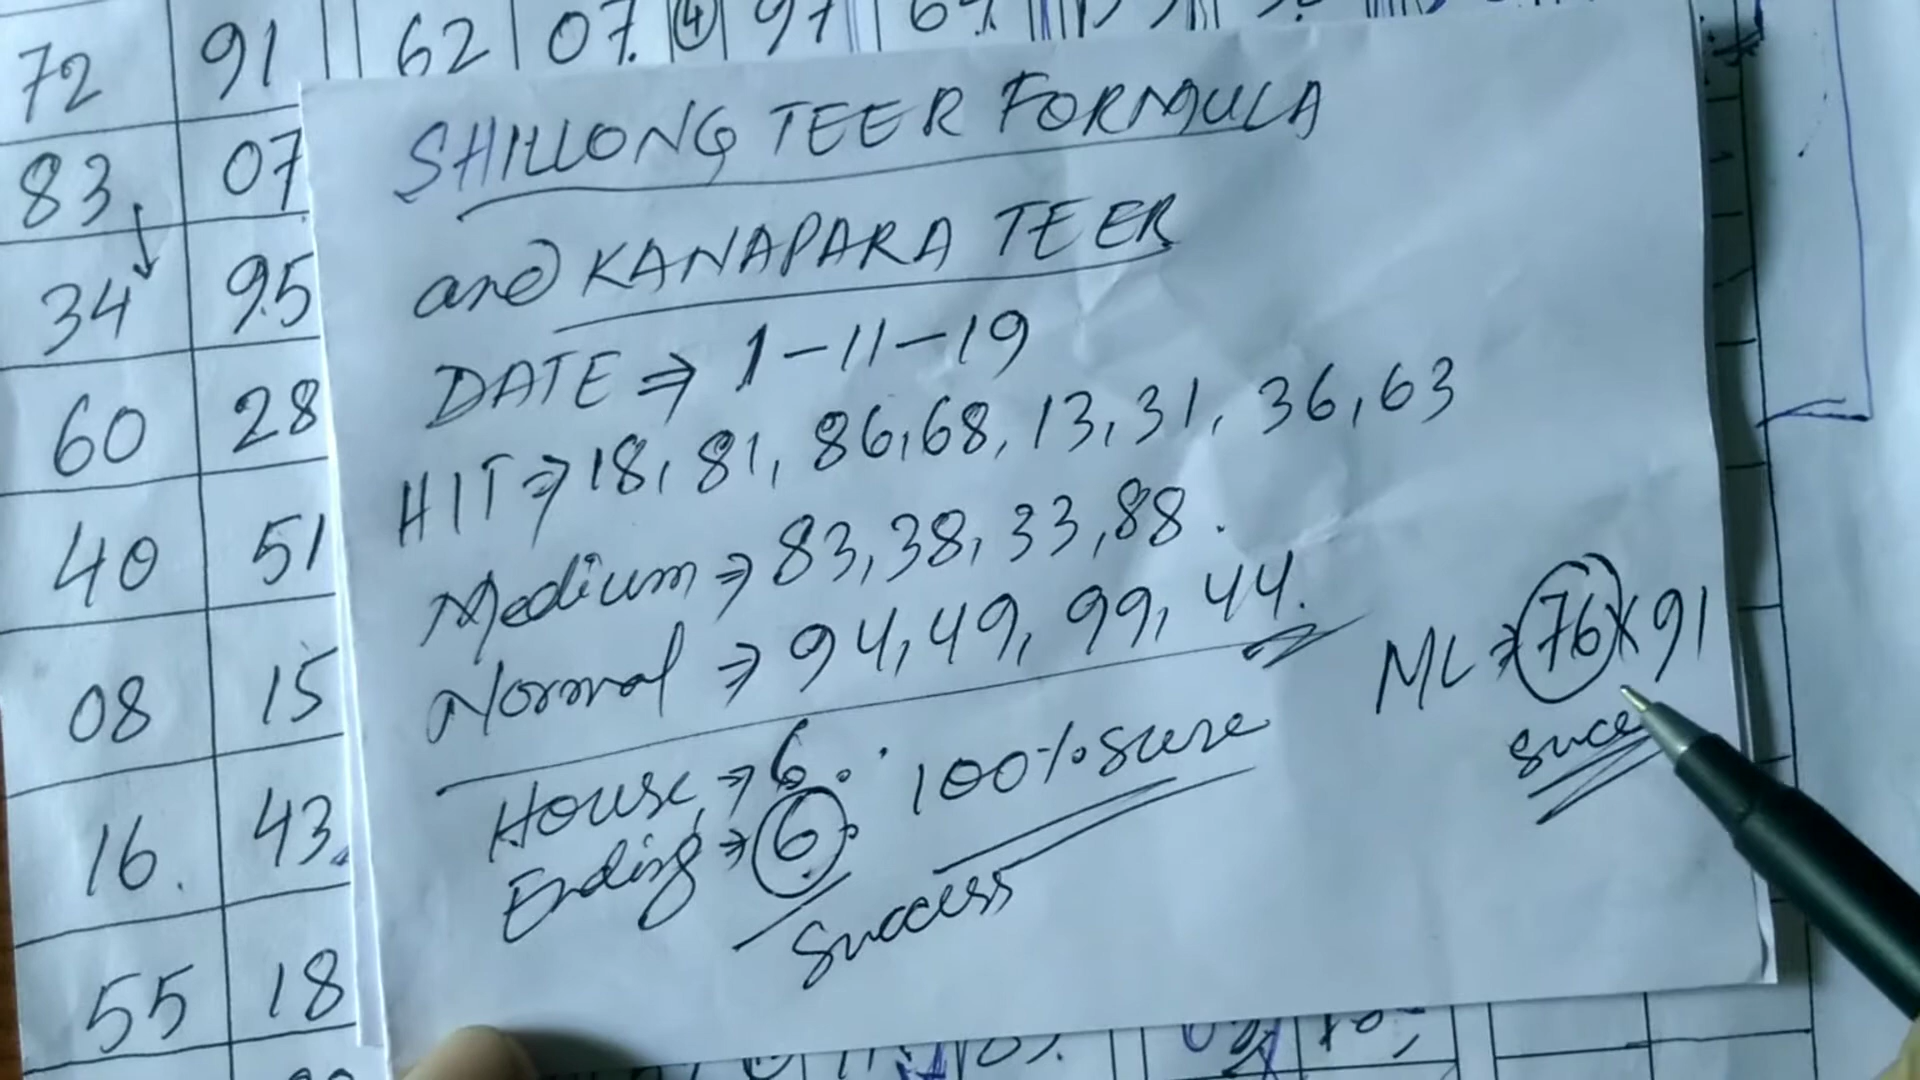 72 91 62 07. 4 97
83 07
34 95
60 28
40 51
08 15
16. 43
55 18
SHILLONG TEER FORMULA
and KANAPARA TEER
DATE ⇒ 1-11-19
HIT ⇒ 18, 81, 86, 68, 13, 31, 36, 63
Medium ⇒ 83, 38, 33, 88.
Normal ⇒ 94, 49, 99, 44.
House ⇒ 6. 100% sure
Ending ⇒ 6.
Success
ML ⇒ 76 X 91